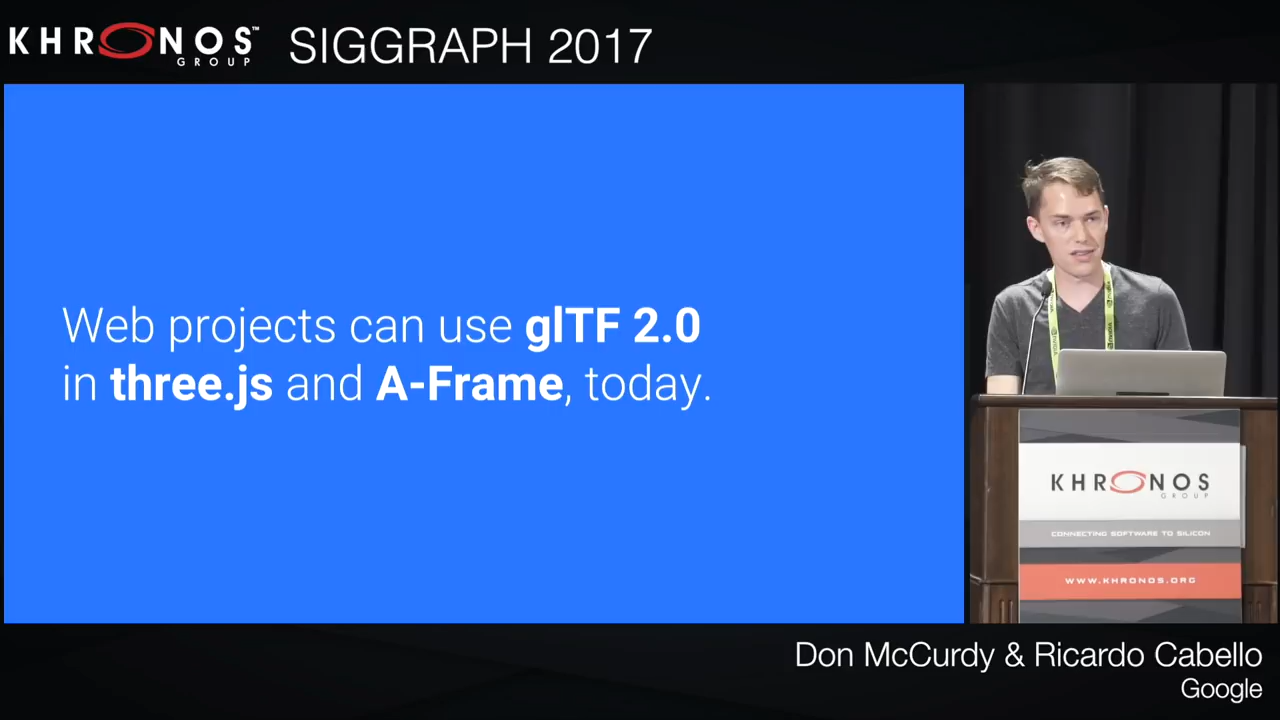 KHRONOS™
GROUP
SIGGRAPH 2017
Web projects can use glTF 2.0
in three.js and A-Frame, today.
KHRONOS
GROUP
CONNECTING SOFTWARE TO SILICON
WWW.KHRONOS.ORG
Don McCurdy & Ricardo Cabello
Google